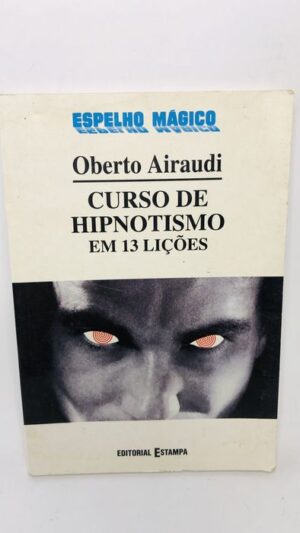 ESPELHO MÁGICO
Oberto Airaudi
CURSO DE
HIPNOTISMO
EM 13 LIÇÕES
EDITORIAL ESTAMPA